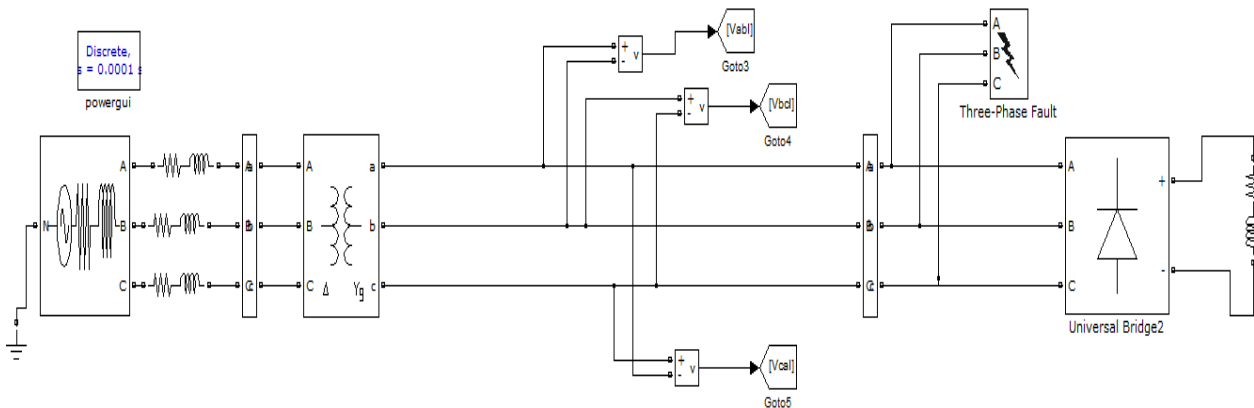 Discrete,
s = 0.0001 s
powergui
N
A
B
C
A
B
C
a
b
c
A
B
C
Δ
Yg
a
b
c
+
-
v
[Vabl]
Goto3
+
-
v
[Vbcl]
Goto4
+
-
v
[Vcal]
Goto5
A
B
C
a
b
c
A
B
C
Three-Phase Fault
A
B
C
+
-
Universal Bridge2